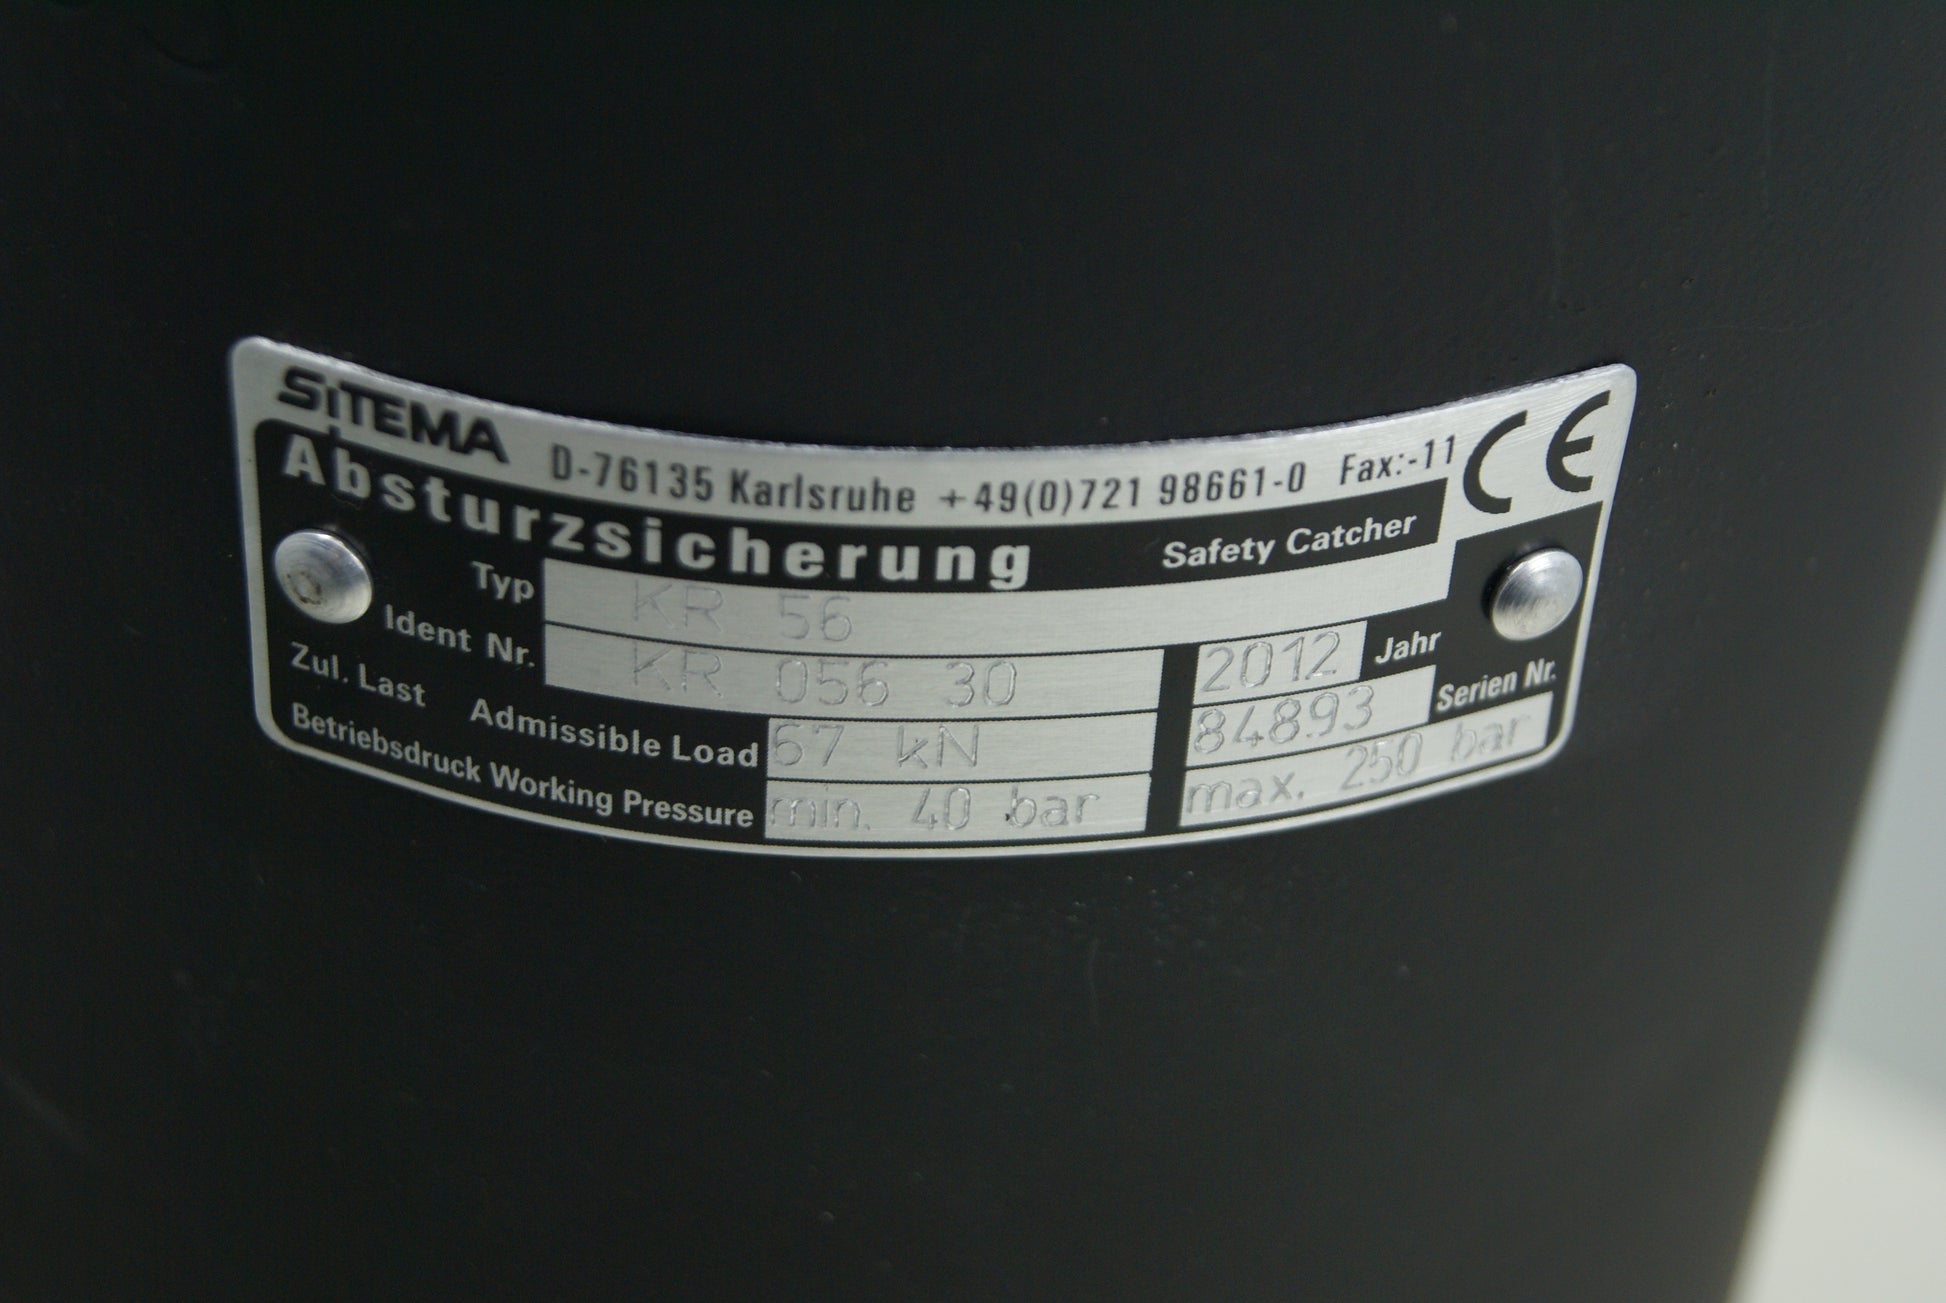 SITEMA D-76135 Karlsruhe +49(0)721 98661-0 Fax:-11 CE
Absturzsicherung Safety Catcher
Typ KR 56
Ident Nr. KR 056 30 2012 Jahr
Zul. Last Admissible Load 67 kN 84893 Serien Nr.
Betriebsdruck Working Pressure min. 40 bar max. 250 bar